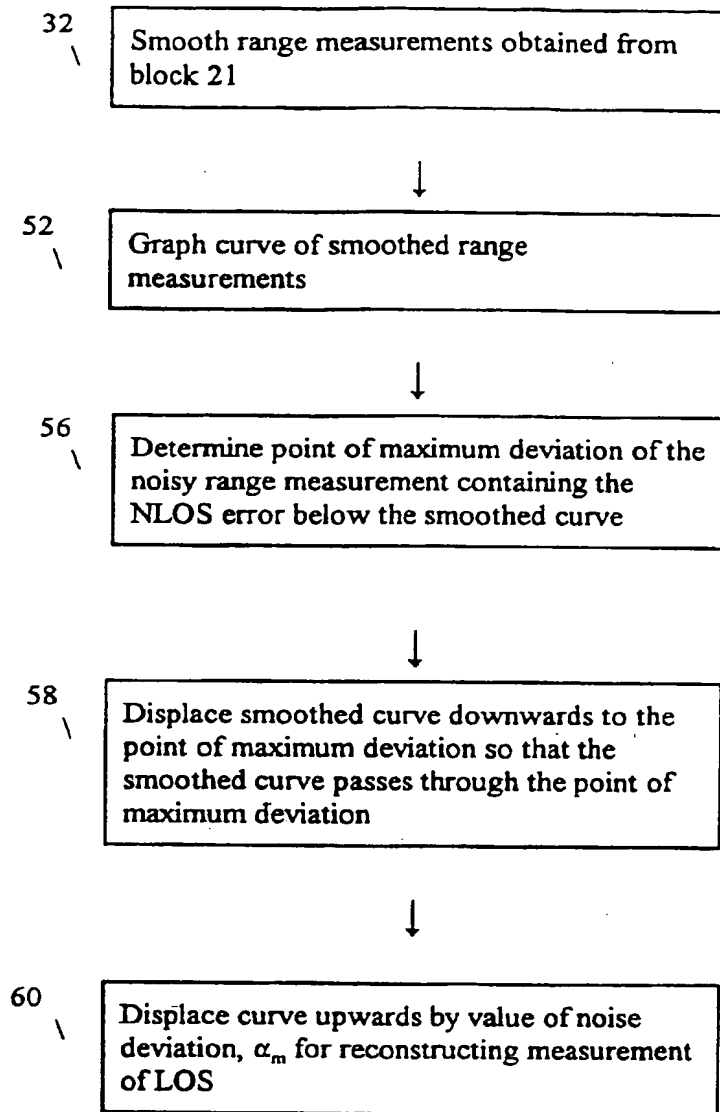 32
Smooth range measurements obtained from
block 21
52
Graph curve of smoothed range
measurements
56
Determine point of maximum deviation of the
noisy range measurement containing the
NLOS error below the smoothed curve
58
Displace smoothed curve downwards to the
point of maximum deviation so that the
smoothed curve passes through the point of
maximum deviation
60
Displace curve upwards by value of noise
deviation, αm for reconstructing measurement
of LOS